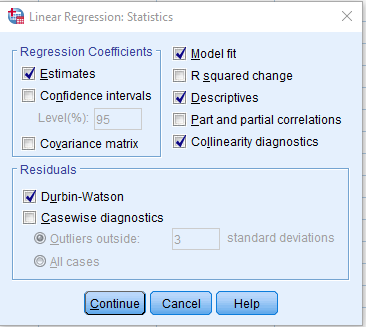 Linear Regression: Statistics
Regression Coefficients
Estimates
Confidence intervals
Level(%): 95
Covariance matrix
Model fit
R squared change
Descriptives
Part and partial correlations
Collinearity diagnostics
Residuals
Durbin-Watson
Casewise diagnostics
Outliers outside: 3 standard deviations
All cases
Continue Cancel Help